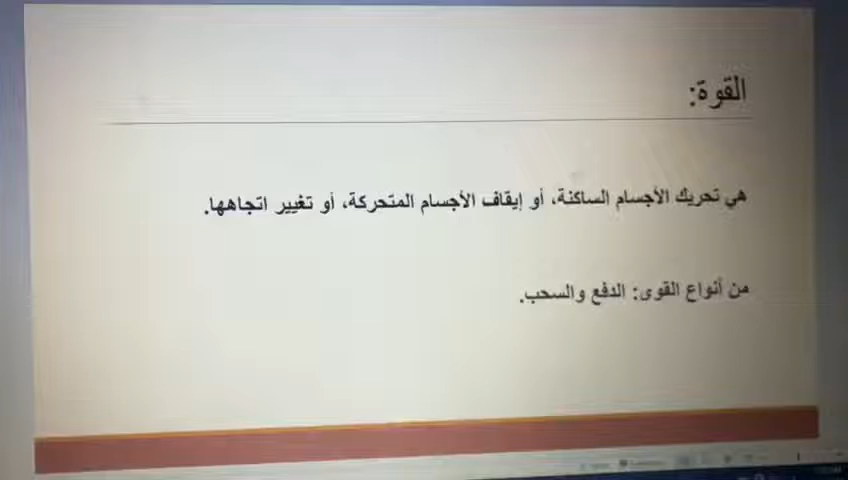 القوة:
هي تحريك الأجسام الساكنة، أو إيقاف الأجسام المتحركة، أو تغيير اتجاهها.
من أنواع القوى: الدفع والسحب.